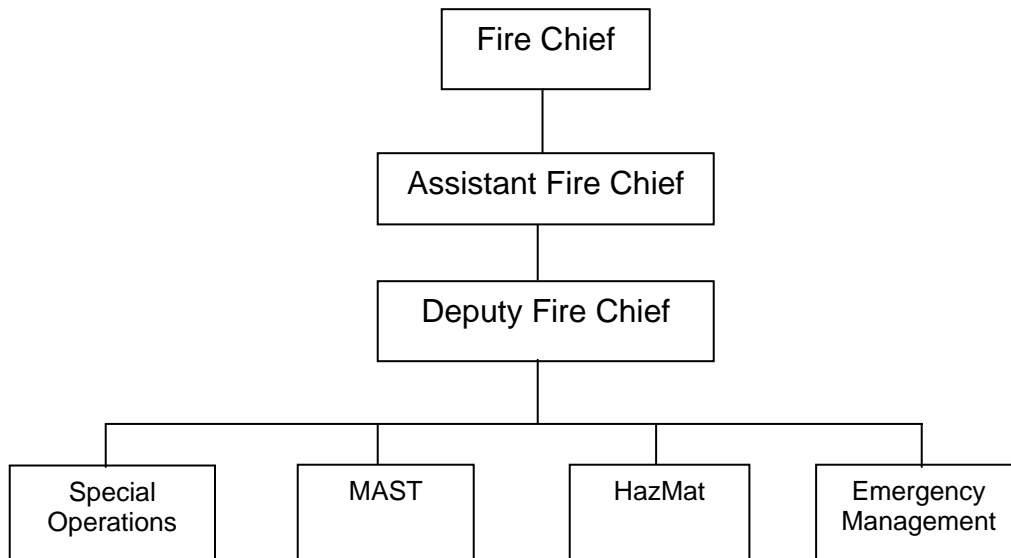 Fire Chief
Assistant Fire Chief
Deputy Fire Chief
Special
Operations
MAST
HazMat
Emergency
Management